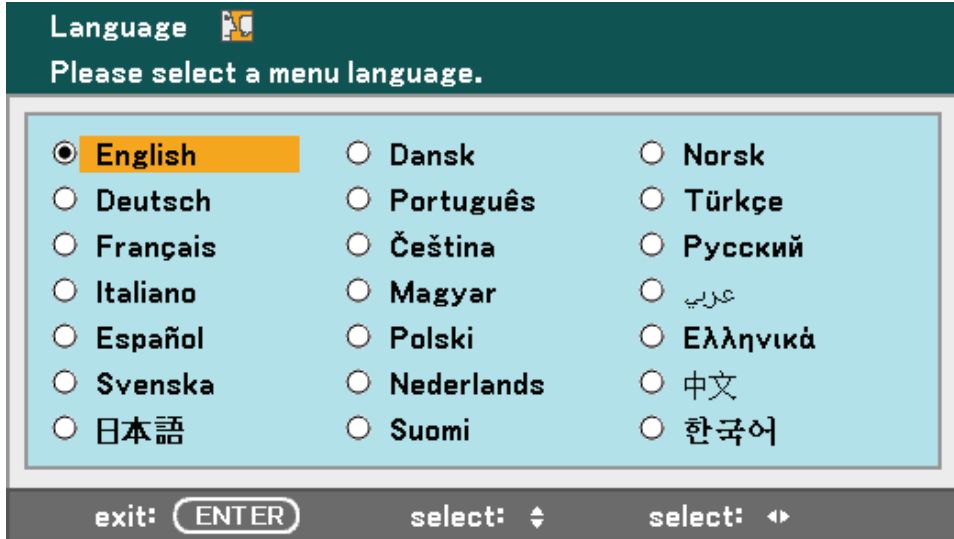 Language
Please select a menu language.
English Dansk Norsk
Deutsch Português Türkçe
Français Čeština Русский
Italiano Magyar عربي
Español Polski Ελληνικά
Svenska Nederlands 中文
日本語 Suomi 한국어
exit: ENTER select: select: